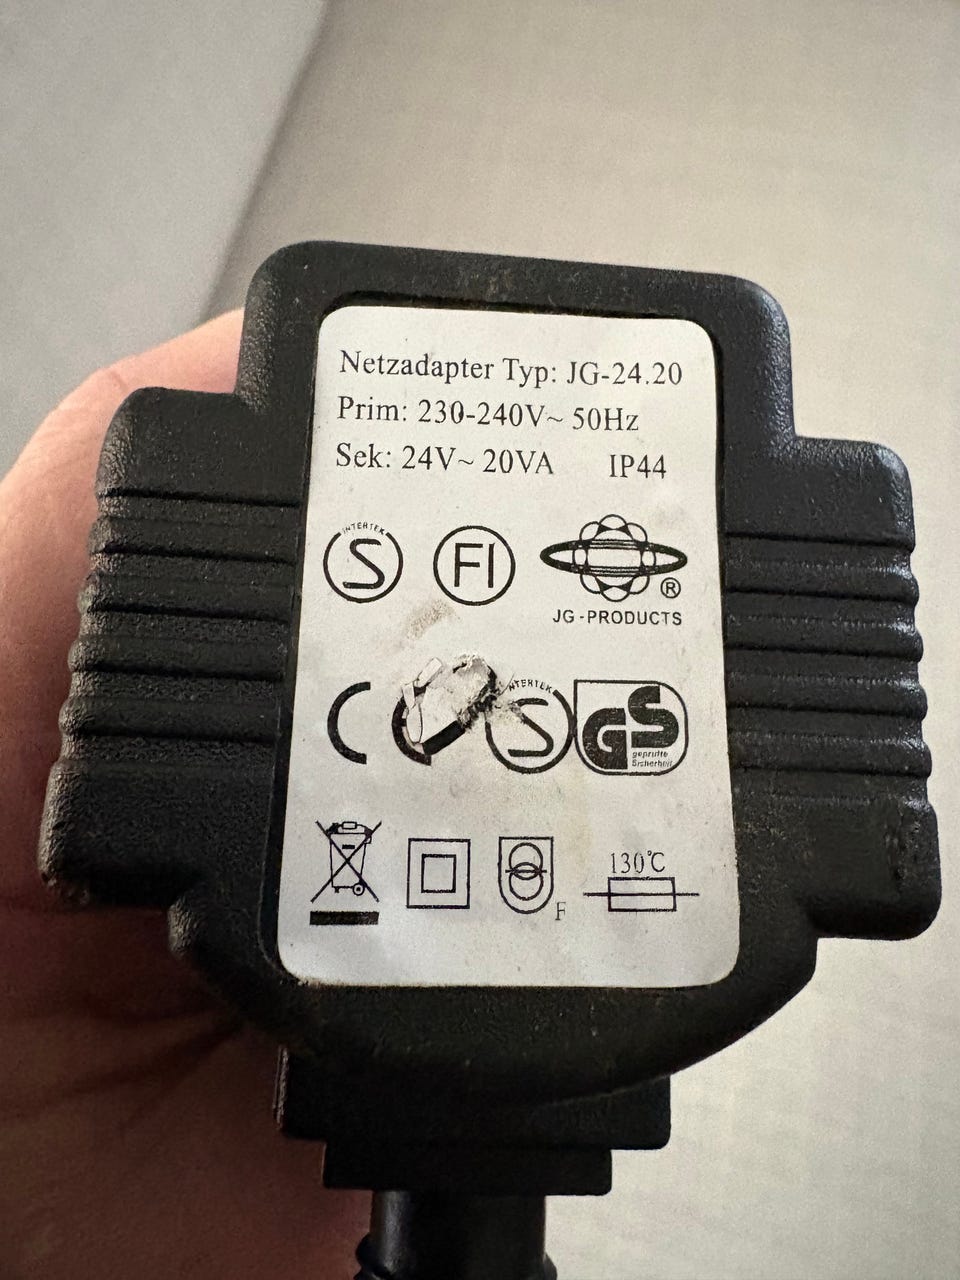 Netzadapter Typ: JG-24.20
Prim: 230-240V~ 50Hz
Sek: 24V~ 20VA IP44
INTERTEK
S
FI
®
JG-PRODUCTS
CE
INTERTEK
S
GS
geprüfte
Sicherheit
F
130℃